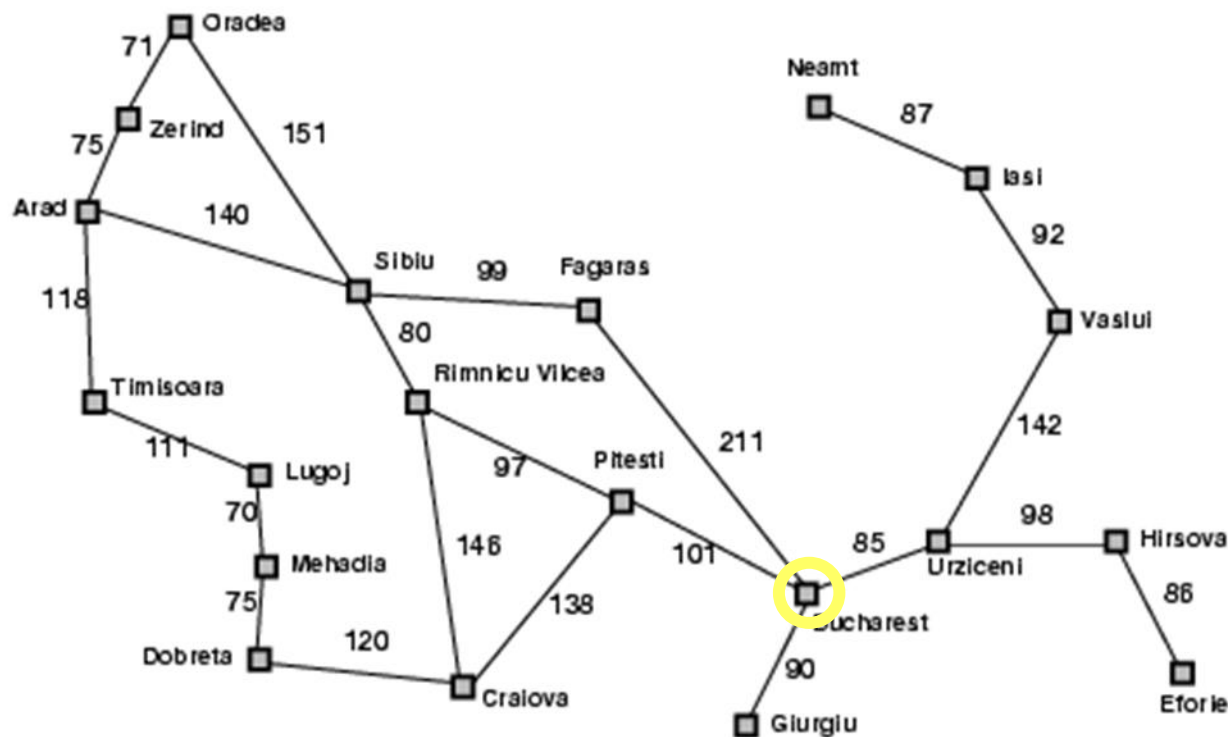 Oradea
71
Neamt
87
Zerind
151
75
Iasi
Arad
140
92
Sibiu
99
Fagaras
118
80
Vaslui
Timisoara
Rimnicu Vilcea
142
111
211
Lugoj
97
Pitesti
70
98
Hirsova
146
101
85
Mehadia
Urziceni
75
138
86
Bucharest
120
Dobreta
90
Craiova
Eforie
Giurgiu